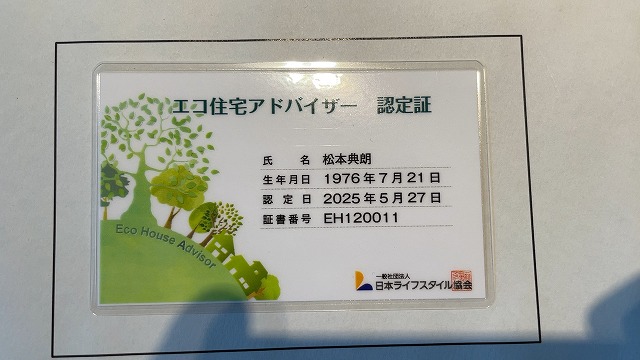 エコ住宅アドバイザー 認定証
氏名 松本典朗
生年月日 1976年7月21日
認定日 2025年5月27日
証書番号 EH120011
Eco House Advisor
一般社団法人
日本ライフスタイル協会